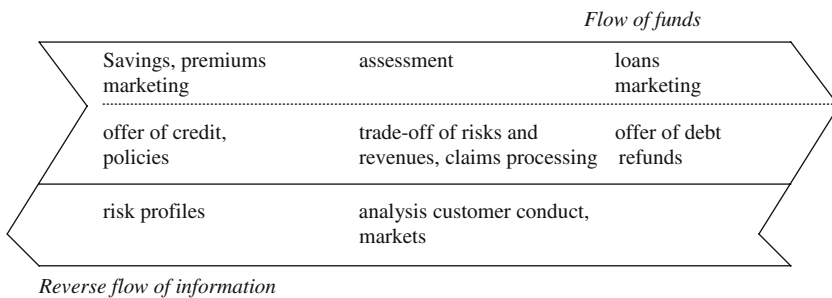 Flow of funds
Savings, premiums marketing
assessment
loans marketing
offer of credit, policies
trade-off of risks and revenues, claims processing
offer of debt refunds
risk profiles
analysis customer conduct, markets
Reverse flow of information